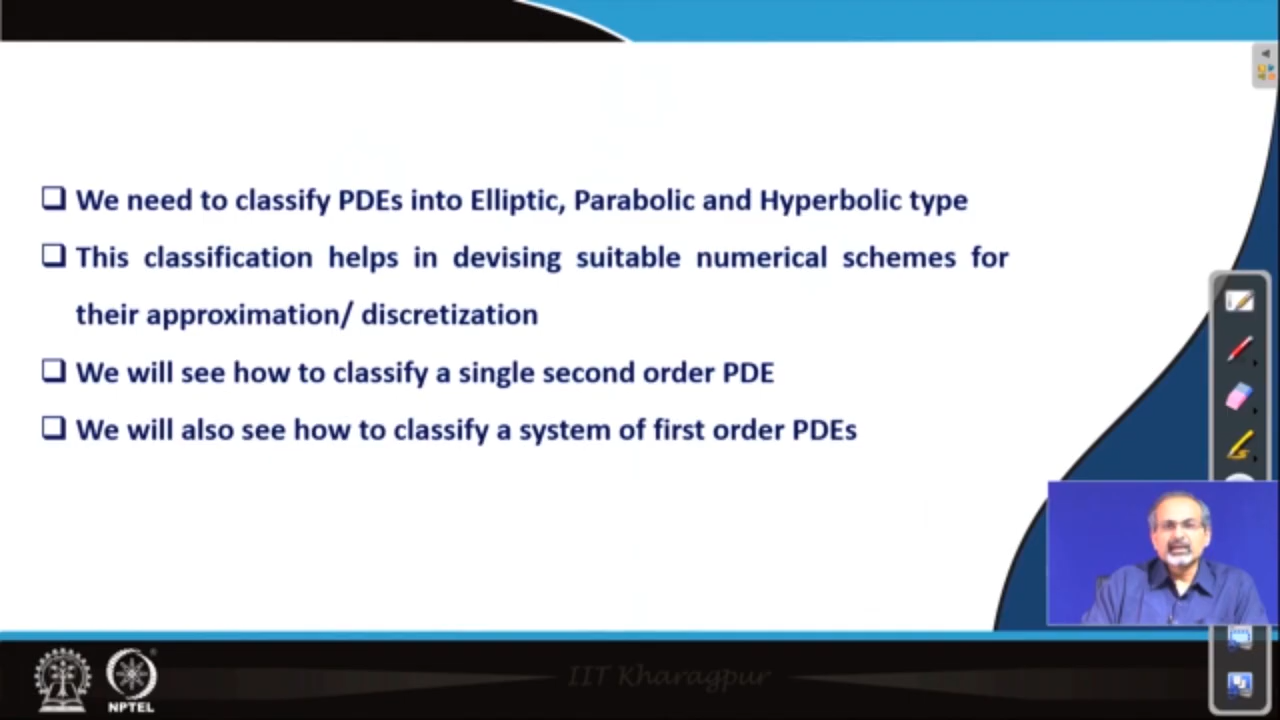 We need to classify PDEs into Elliptic, Parabolic and Hyperbolic type
This classification helps in devising suitable numerical schemes for
their approximation/ discretization
We will see how to classify a single second order PDE
We will also see how to classify a system of first order PDEs
IIT Kharagpur
NPTEL